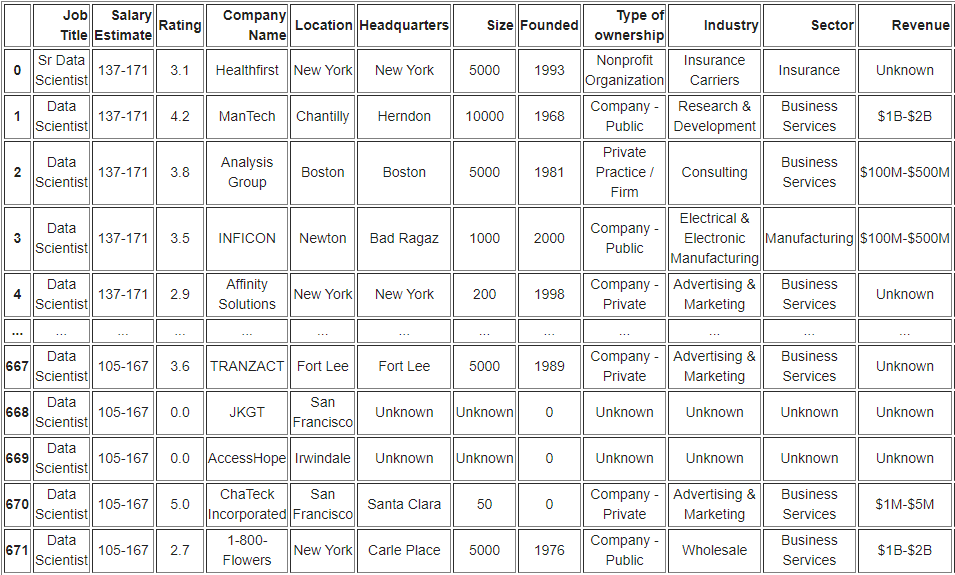 Job Title Salary Estimate Rating Company Name Location Headquarters Size Founded Type of ownership Industry Sector Revenue
0 Sr Data Scientist 137-171 3.1 Healthfirst New York New York 5000 1993 Nonprofit Organization Insurance Carriers Insurance Unknown
1 Data Scientist 137-171 4.2 ManTech Chantilly Herndon 10000 1968 Company - Public Research & Development Business Services $1B-$2B
2 Data Scientist 137-171 3.8 Analysis Group Boston Boston 5000 1981 Private Practice / Firm Consulting Business Services $100M-$500M
3 Data Scientist 137-171 3.5 INFICON Newton Bad Ragaz 1000 2000 Company - Public Electrical & Electronic Manufacturing Manufacturing $100M-$500M
4 Data Scientist 137-171 2.9 Affinity Solutions New York New York 200 1998 Company - Private Advertising & Marketing Business Services Unknown
... ... ... ... ... ... ... ... ... ... ... ... ...
667 Data Scientist 105-167 3.6 TRANZACT Fort Lee Fort Lee 5000 1989 Company - Private Advertising & Marketing Business Services Unknown
668 Data Scientist 105-167 0.0 JKGT San Francisco Unknown Unknown 0 Unknown Unknown Unknown Unknown
669 Data Scientist 105-167 0.0 AccessHope Irwindale Unknown Unknown 0 Unknown Unknown Unknown Unknown
670 Data Scientist 105-167 5.0 ChaTeck Incorporated San Francisco Santa Clara 50 0 Company - Private Advertising & Marketing Business Services $1M-$5M
671 Data Scientist 105-167 2.7 1-800-Flowers New York Carle Place 5000 1976 Company - Public Wholesale Business Services $1B-$2B